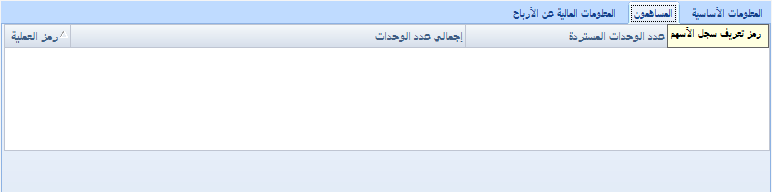 المعلومات الأساسية المساهمون المعلومات المالية عن الأرباح
رمز تعريف سجل الأسهم عدد الوحدات المستردة إجمالي عدد الوحدات رمز العملية